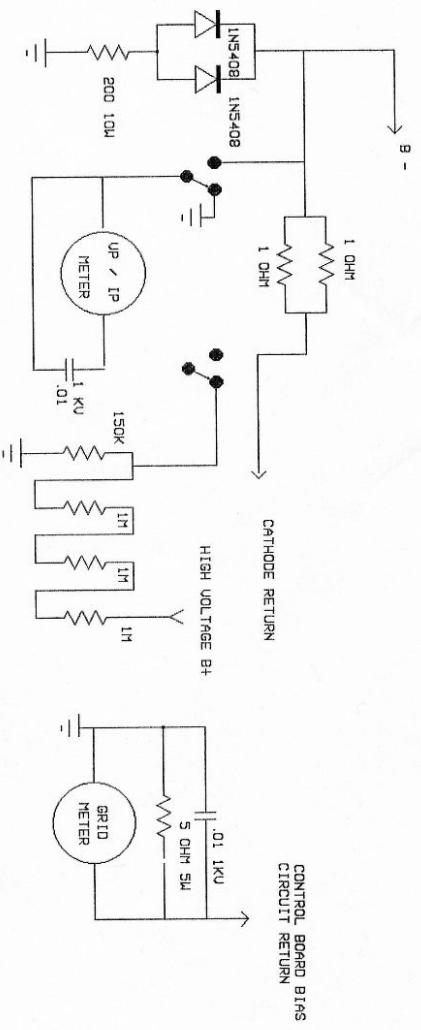 B -
1N5408
1N5408
200 10W
1 OHM
1 OHM
VP / IP
METER
1 KV
.01
CATHODE RETURN
150K
1M
1M
1M
HIGH VOLTAGE B+
GRID
METER
5 OHM 5W
.01 1KV
CONTROL BOARD BIAS
CIRCUIT RETURN